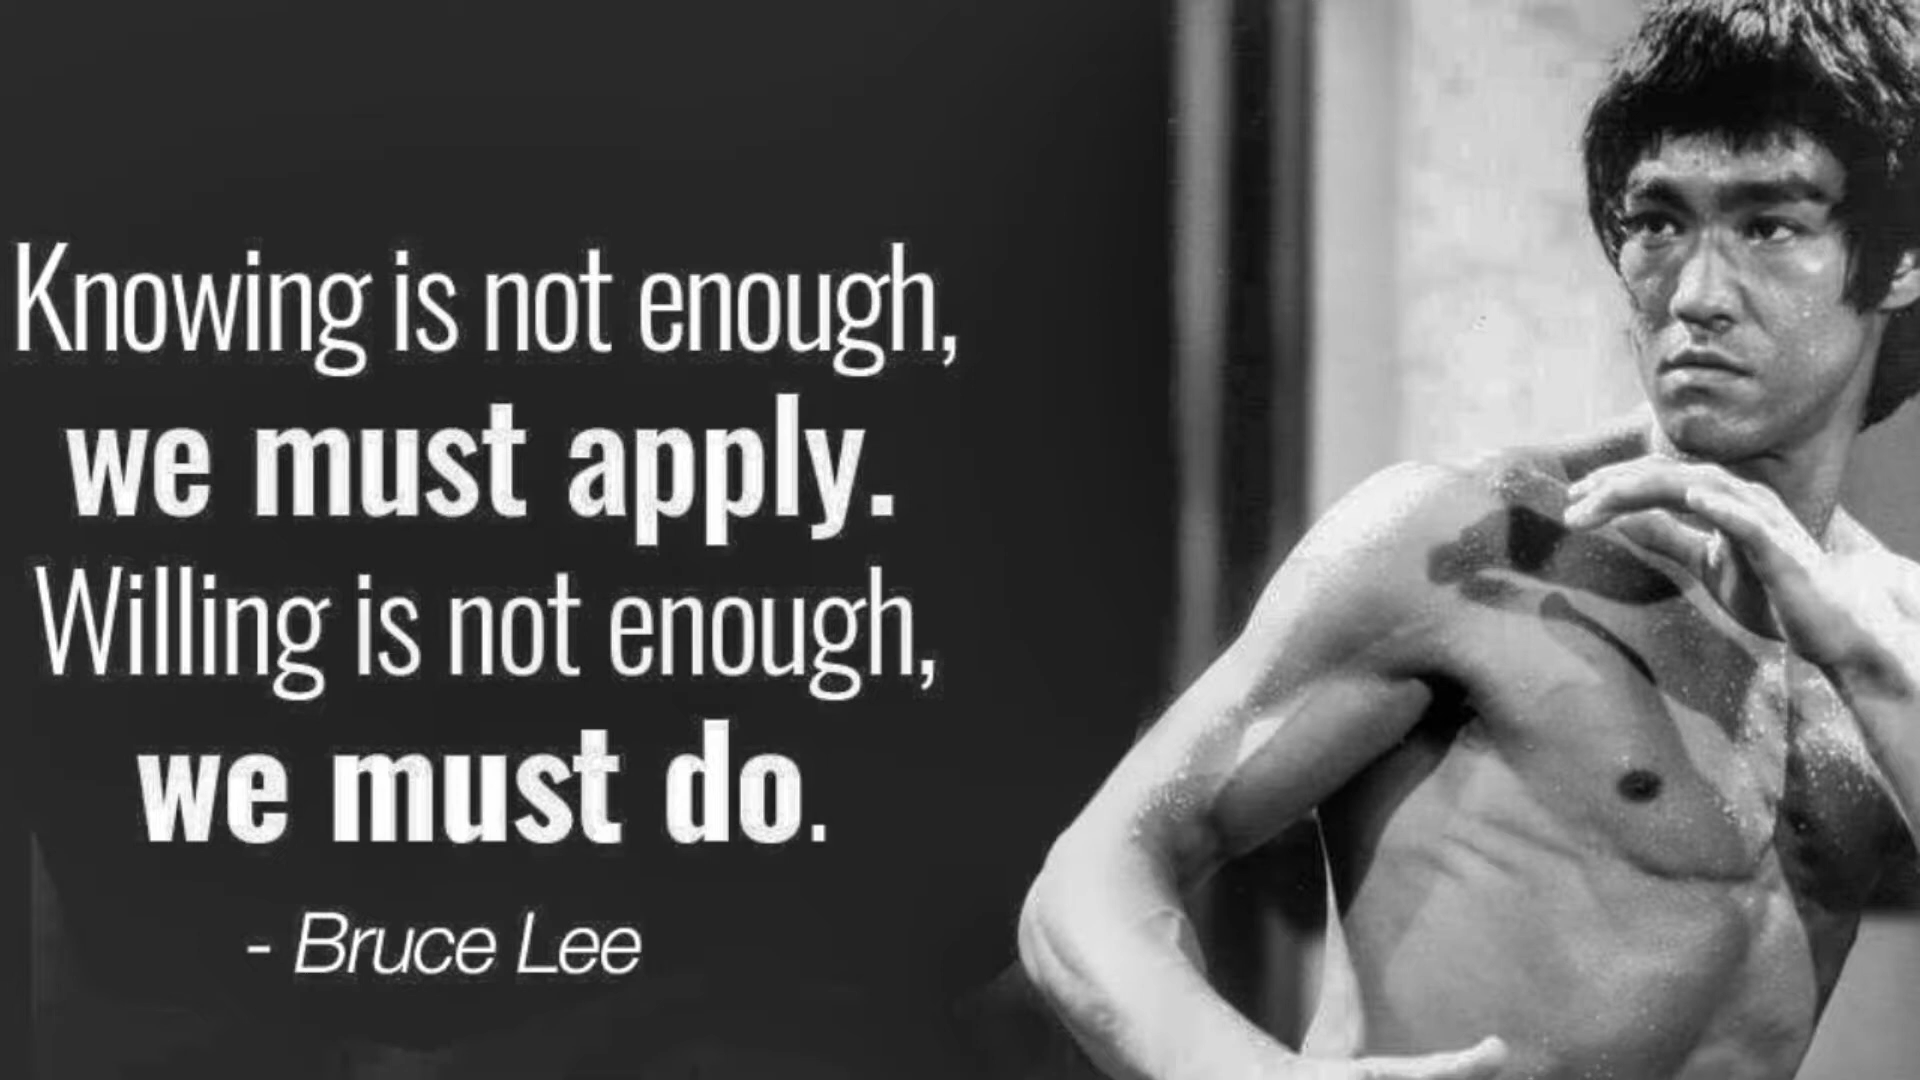 Knowing is not enough,
we must apply.
Willing is not enough,
we must do.
- Bruce Lee